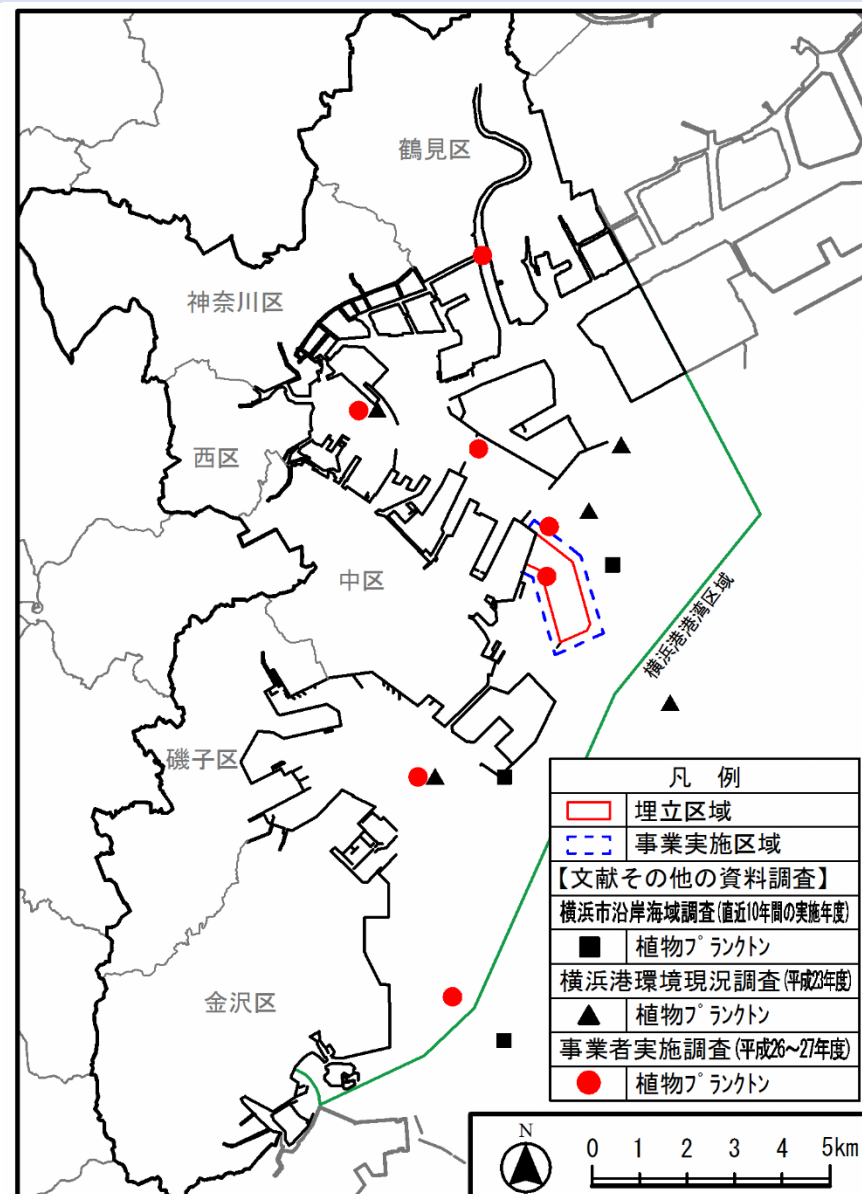 鶴見区
神奈川区
西区
中区
横浜港港湾区域
磯子区
金沢区
凡 例
埋立区域
事業実施区域
【文献その他の資料調査】
横浜市沿岸海域調査(直近10年間の実施年度)
植物プランクトン
横浜港環境現況調査(平成23年度)
植物プランクトン
事業者実施調査(平成26～27年度)
植物プランクトン
N
0 1 2 3 4 5km